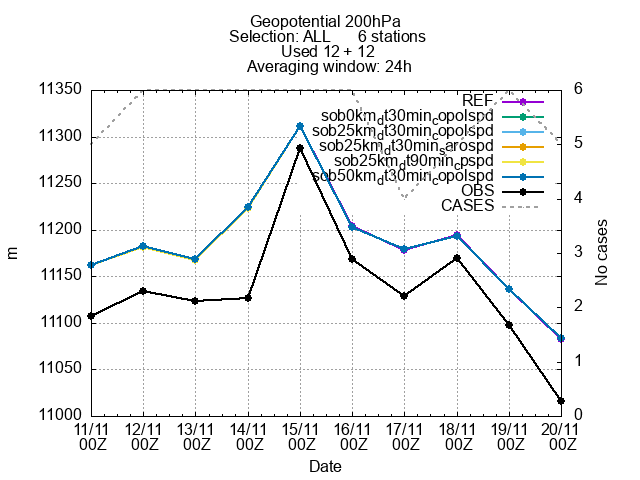 Geopotential 200hPa
Selection: ALL 6 stations
Used 12 + 12
Averaging window: 24h
11350
11300
11250
11200
11150
11100
11050
11000
m
6
5
4
3
2
1
0
No cases
REF
sob0km_dt30min_copolspd
sob25km_dt30min_copolspd
sob25km_dt30min_sarospd
sob25km_dt90min_cpspd
sob50km_dt30min_copolspd
OBS
CASES
11/11 12/11 13/11 14/11 15/11 16/11 17/11 18/11 19/11 20/11
00Z 00Z 00Z 00Z 00Z 00Z 00Z 00Z 00Z 00Z
Date